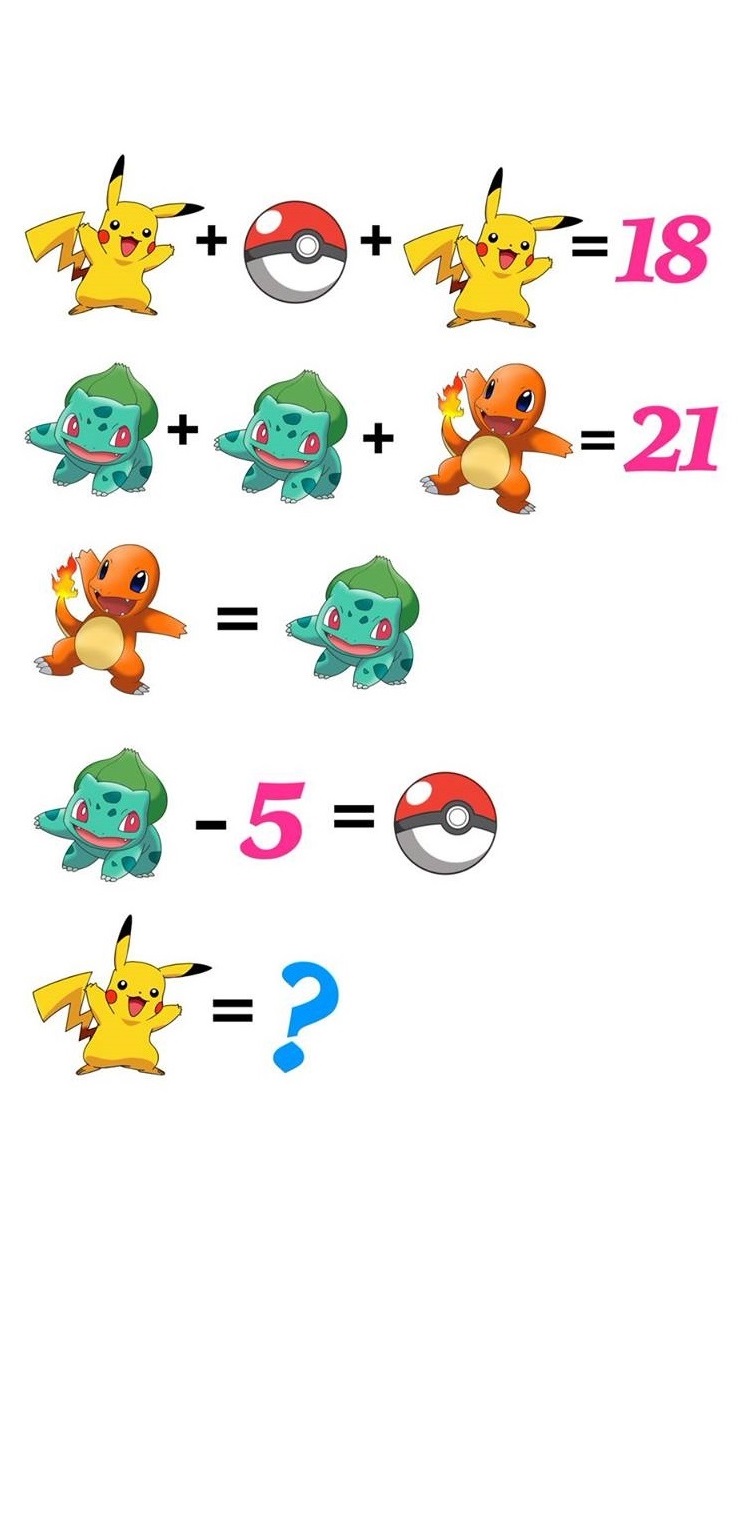 + + = 18
+ + = 21
=
- 5 =
= ?